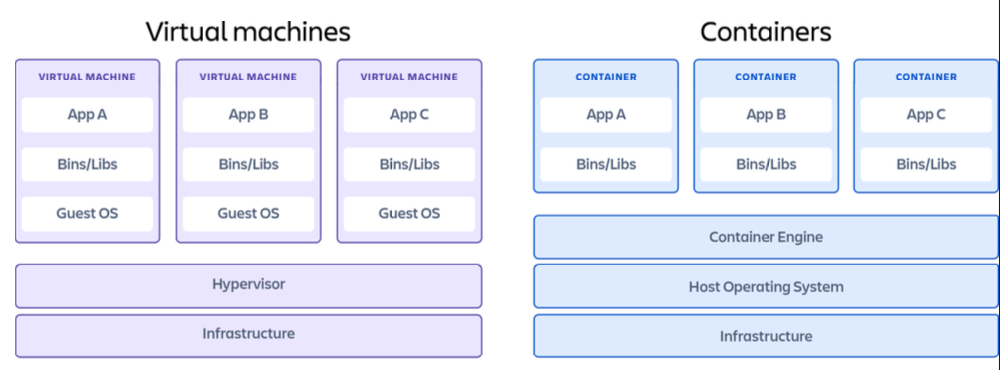 Virtual machines
VIRTUAL MACHINE
App A
Bins/Libs
Guest OS
VIRTUAL MACHINE
App B
Bins/Libs
Guest OS
VIRTUAL MACHINE
App C
Bins/Libs
Guest OS
Hypervisor
Infrastructure
Containers
CONTAINER
App A
Bins/Libs
CONTAINER
App B
Bins/Libs
CONTAINER
App C
Bins/Libs
Container Engine
Host Operating System
Infrastructure